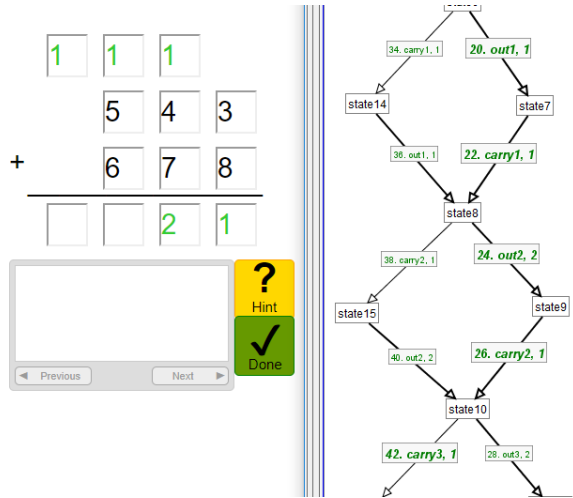 1 1 1
5 4 3
+ 6 7 8
2 1
?
Hint
Done
Previous
Next
34. carry1, 1
20. out1, 1
state14
state7
36. out1, 1
22. carry1, 1
state8
38. carry2, 1
24. out2, 2
state15
state9
40. out2, 2
26. carry2, 1
state10
42. carry3, 1
28. out3, 2